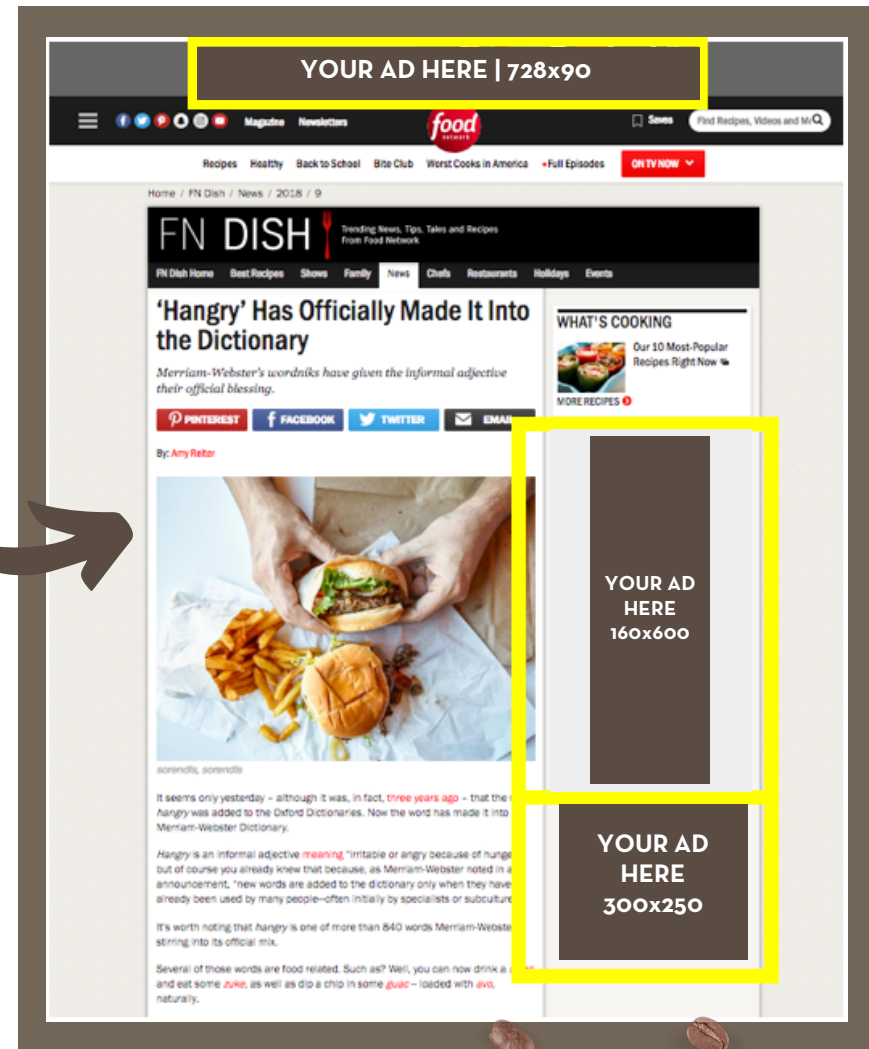 YOUR AD HERE | 728x90
Magazine Newsletters
food
network
Saves
Find Recipes, Videos and Mo
Recipes Healthy Back to School Bite Club Worst Cooks in America •Full Episodes ON TV NOW
Home / FN Dish / News / 2018 / 9
FN DISH
Trending News, Tips, Tales and Recipes
From Food Network
FN Dish Home Best Recipes Shows Family News Chefs Restaurants Holidays Events
‘Hangry’ Has Officially Made It Into
the Dictionary
Merriam-Webster's wordniks have given the informal adjective
their official blessing.
PINTEREST FACEBOOK TWITTER EMAIL
By: Amy Reiter
WHAT'S COOKING
Our 10 Most-Popular
Recipes Right Now
MORE RECIPES
YOUR AD
HERE
160x600
YOUR AD
HERE
300x250
sorendls, sorendls
It seems only yesterday – although it was, in fact, three years ago – that the
hangry was added to the Oxford Dictionaries. Now the word has made it into
Merriam-Webster Dictionary.
Hangry is an informal adjective meaning "irritable or angry because of hunge
but of course you already knew that because, as Merriam-Webster noted in a
announcement, "new words are added to the dictionary only when they have
already been used by many people—often initially by specialists or subculture
It's worth noting that hangry is one of more than 840 words Merriam-Webste
stirring into its official mix.
Several of those words are food related. Such as? Well, you can now drink a
and eat some zuke, as well as dip a chip in some guac – loaded with avo,
naturally.